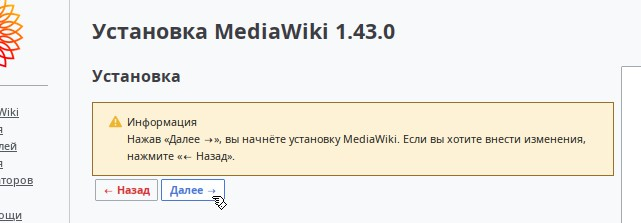 Установка MediaWiki 1.43.0
Установка
Информация
Нажав «Далее →», вы начнёте установку MediaWiki. Если вы хотите внести изменения,
нажмите «← Назад».
← Назад
Далее →
Wiki